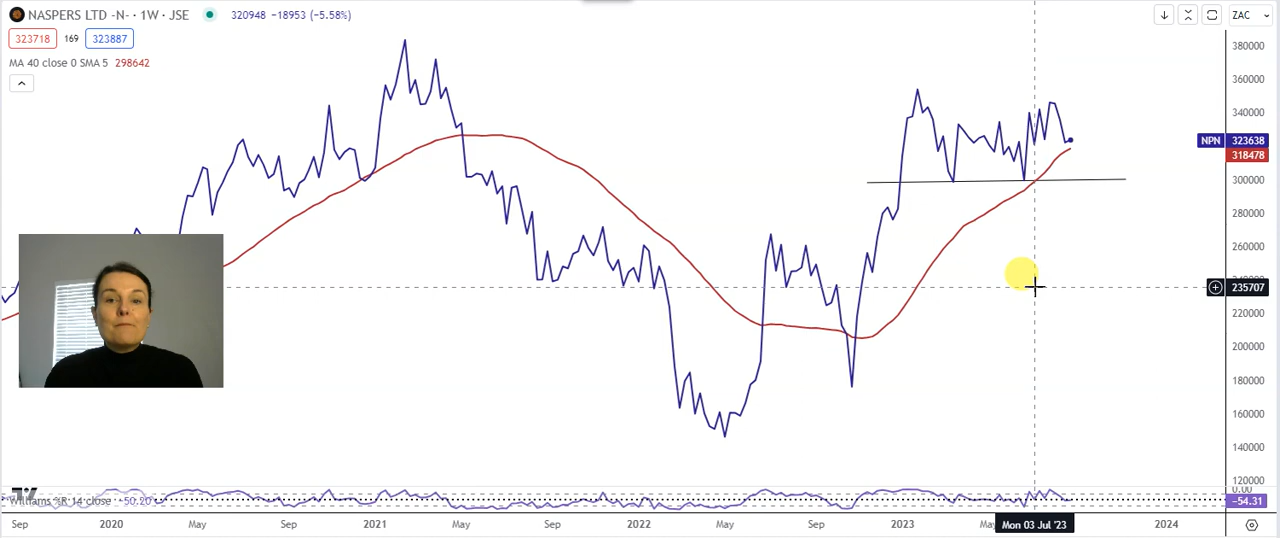 NASPERS LTD -N- · 1W · JSE 320948 -18953 (-5.58%)
ZAC
323718 169 323887
MA 40 close 0 SMA 5 298642
380000
360000
340000
NPN 323638
318478
300000
280000
260000
235707
220000
200000
180000
160000
140000
120000
Williams %R 14 close -50.20
0.00
-54.31
Sep 2020 May Sep 2021 May Sep 2022 May Sep 2023 Mon 03 Jul '23 2024